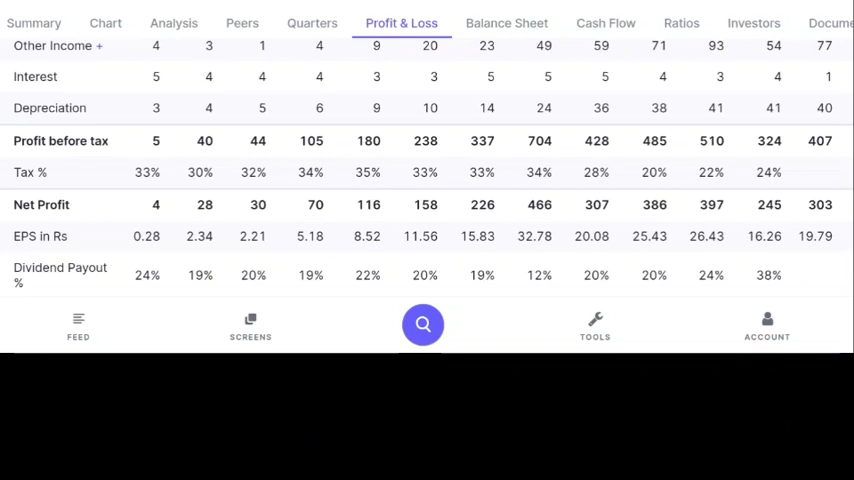 Summary Chart Analysis Peers Quarters Profit & Loss Balance Sheet Cash Flow Ratios Investors Docume
Other Income + 4 3 1 4 9 20 23 49 59 71 93 54 77
Interest 5 4 4 4 3 3 5 5 5 4 3 4 1
Depreciation 3 4 5 6 9 10 14 24 36 38 41 41 40
Profit before tax 5 40 44 105 180 238 337 704 428 485 510 324 407
Tax % 33% 30% 32% 34% 35% 33% 33% 34% 28% 20% 22% 24%
Net Profit 4 28 30 70 116 158 226 466 307 386 397 245 303
EPS in Rs 0.28 2.34 2.21 5.18 8.52 11.56 15.83 32.78 20.08 25.43 26.43 16.26 19.79
Dividend Payout
% 24% 19% 20% 19% 22% 20% 19% 12% 20% 20% 24% 38%
FEED SCREENS TOOLS ACCOUNT